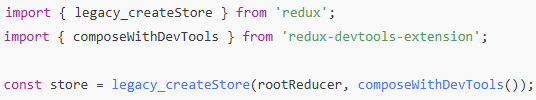 import { legacy_createStore } from 'redux';
import { composeWithDevTools } from 'redux-devtools-extension';
const store = legacy_createStore(rootReducer, composeWithDevTools());